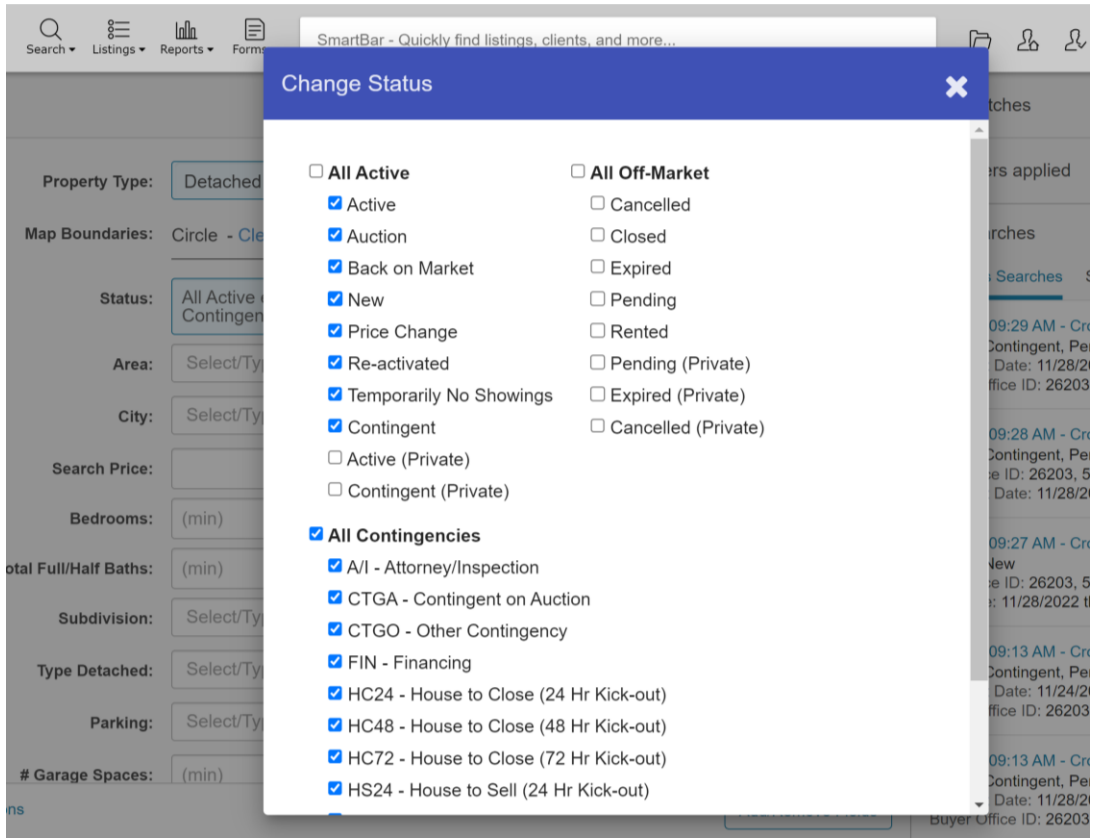 Search
Listings
Reports
Forms
SmartBar - Quickly find listings, clients, and more...
Change Status
Property Type:
Detached
Map Boundaries:
Circle - Cle
Status:
All Active
Contingen
Area:
Select/Ty
City:
Select/Ty
Search Price:
Bedrooms:
(min)
otal Full/Half Baths:
(min)
Subdivision:
Select/Ty
Type Detached:
Select/Ty
Parking:
Select/Ty
# Garage Spaces:
(min)
ons
All Active
Active
Auction
Back on Market
New
Price Change
Re-activated
Temporarily No Showings
Contingent
Active (Private)
Contingent (Private)
All Off-Market
Cancelled
Closed
Expired
Pending
Rented
Pending (Private)
Expired (Private)
Cancelled (Private)
All Contingencies
A/I - Attorney/Inspection
CTGA - Contingent on Auction
CTGO - Other Contingency
FIN - Financing
HC24 - House to Close (24 Hr Kick-out)
HC48 - House to Close (48 Hr Kick-out)
HC72 - House to Close (72 Hr Kick-out)
HS24 - House to Sell (24 Hr Kick-out)
tches
ers applied
rches
s Searches
09:29 AM - Cro
Contingent, Pe
Date: 11/28/2
ffice ID: 26203
09:28 AM - Cro
Contingent, Pe
ce ID: 26203, 5
Date: 11/28/2
09:27 AM - Cro
New
ce ID: 26203, 5
e: 11/28/2022 t
09:13 AM - Cro
Contingent, Pe
Date: 11/24/2
ffice ID: 26203
09:13 AM - Cro
Contingent, Pe
Date: 11/28/2
Buyer Office ID: 26203